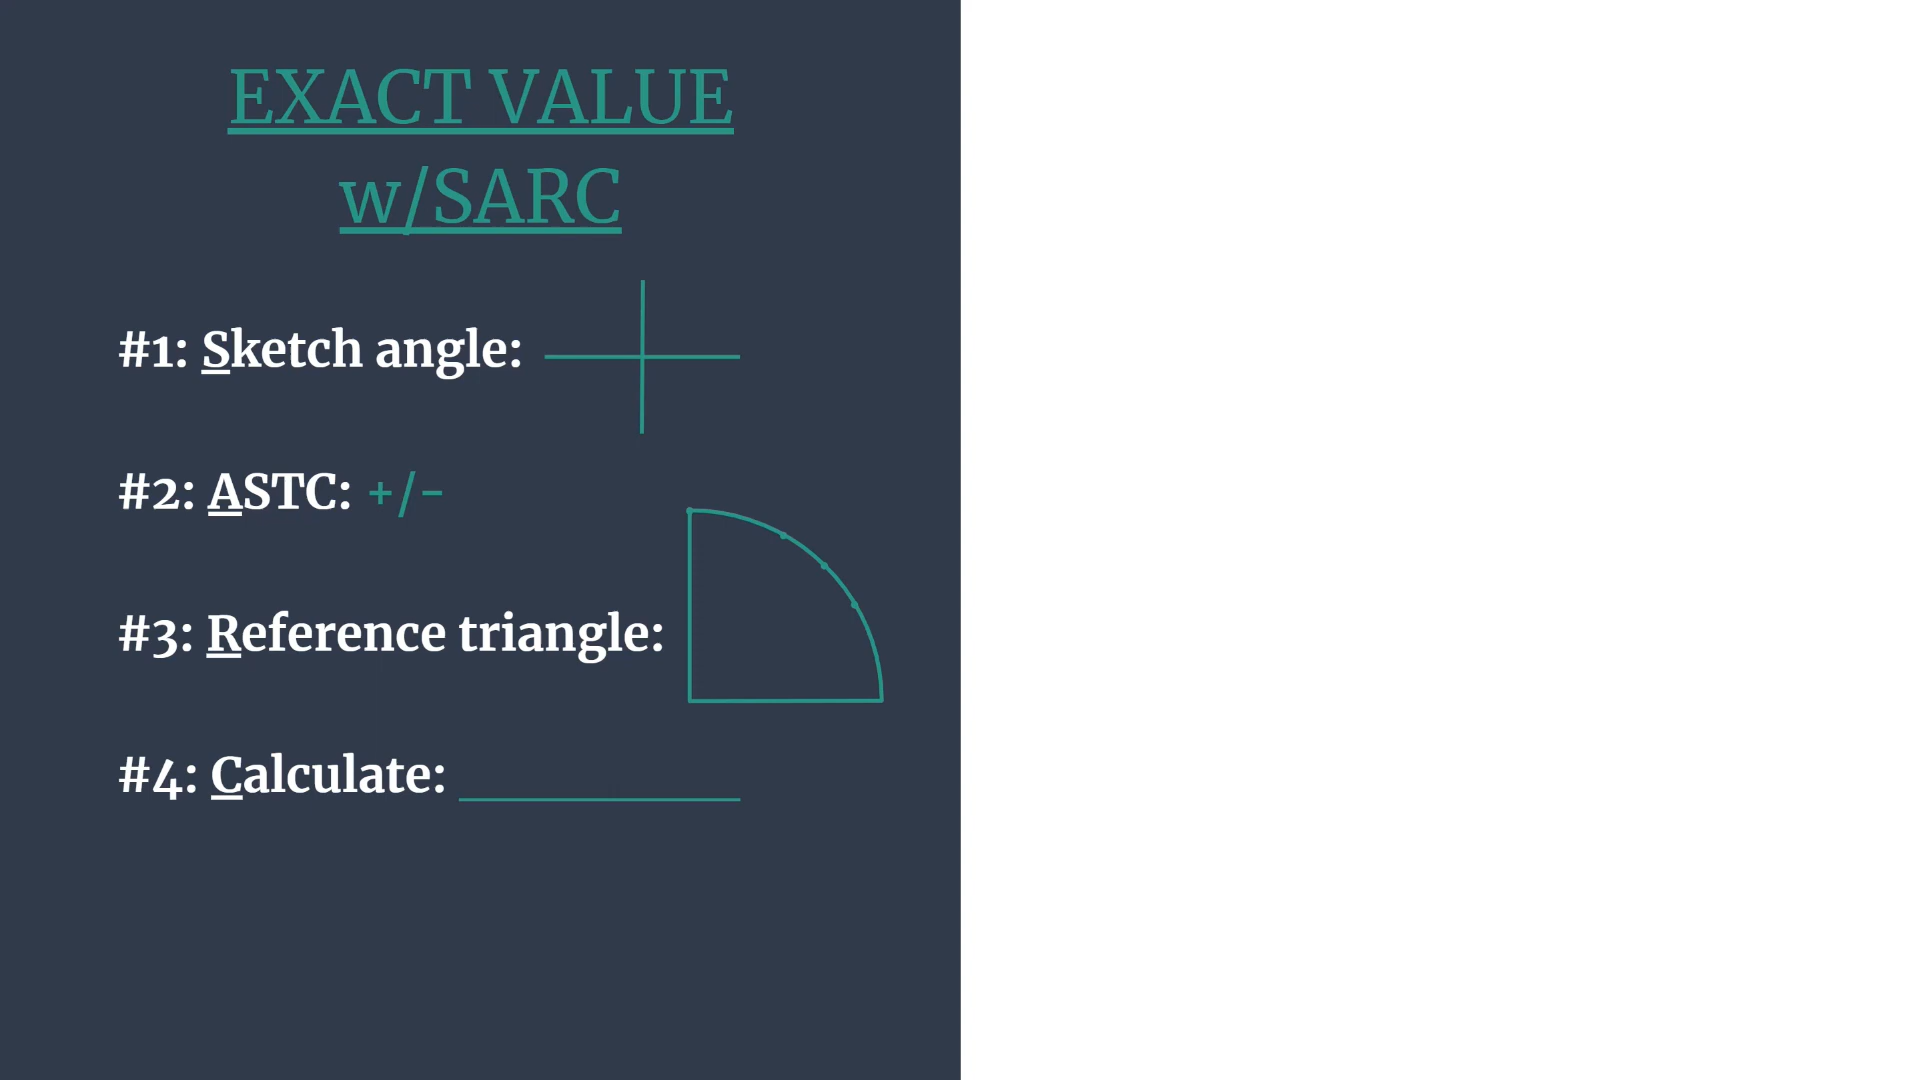 EXACT VALUE
w/SARC
#1: Sketch angle:
#2: ASTC: +/-
#3: Reference triangle:
#4: Calculate: